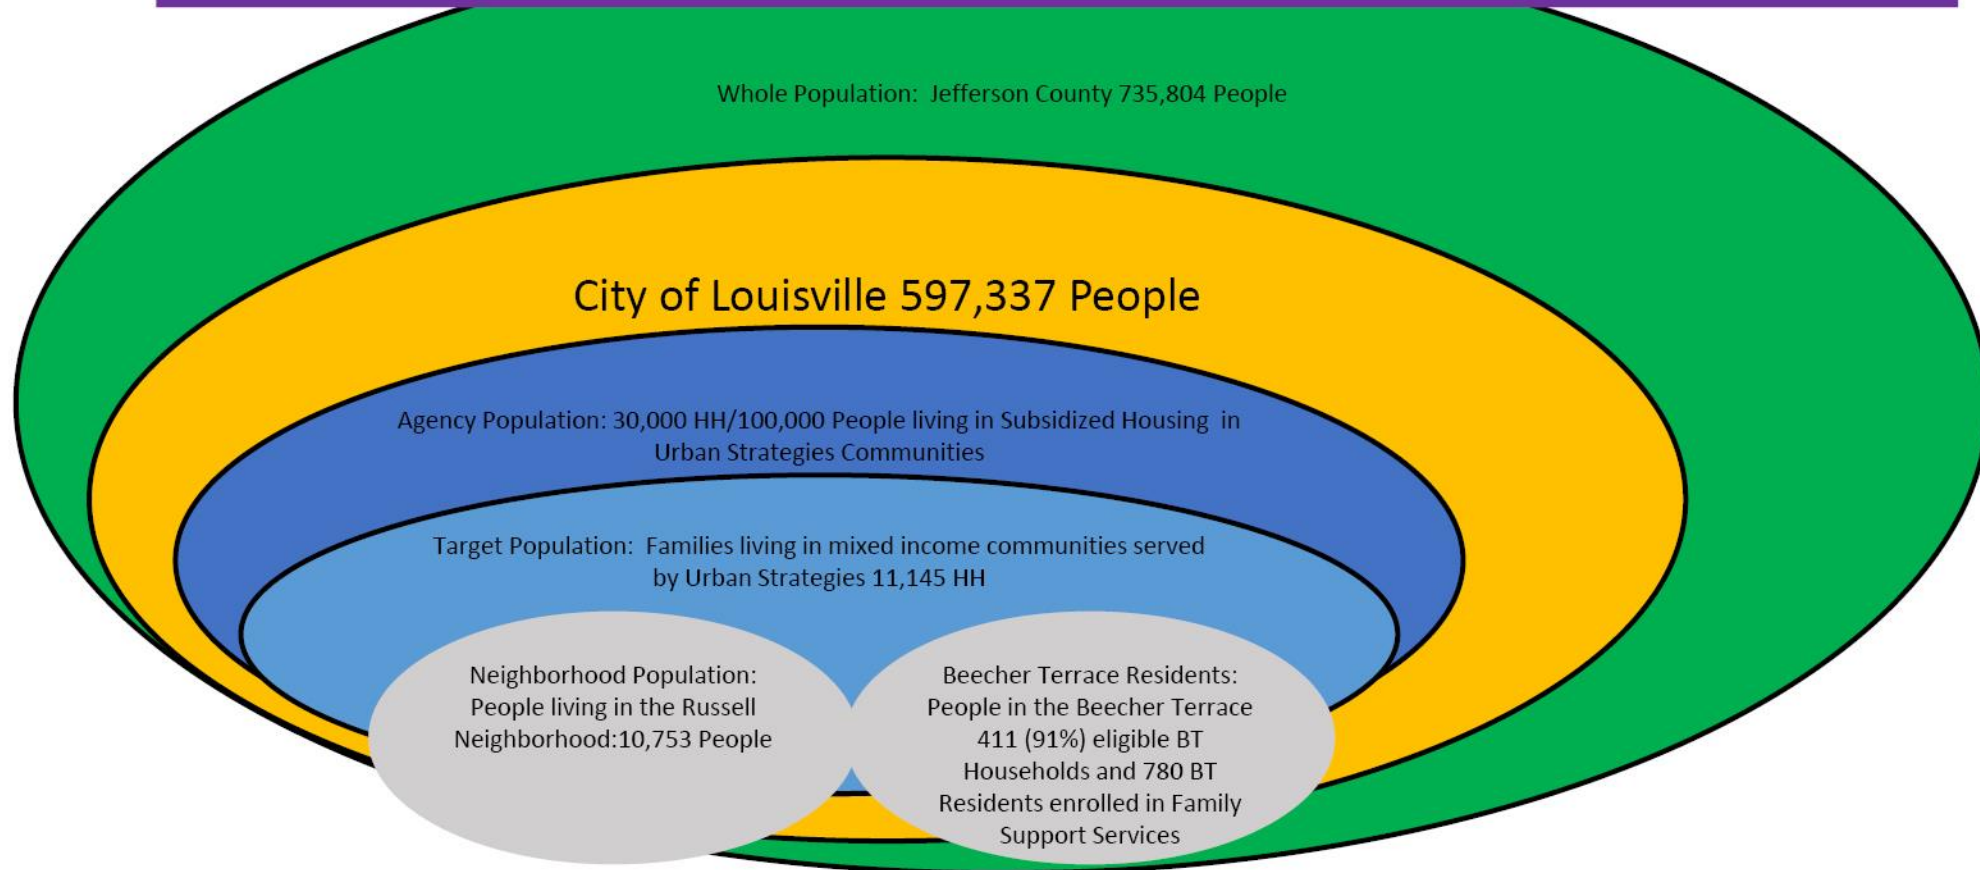 Whole Population: Jefferson County 735,804 People
City of Louisville 597,337 People
Agency Population: 30,000 HH/100,000 People living in Subsidized Housing in
Urban Strategies Communities
Target Population: Families living in mixed income communities served
by Urban Strategies 11,145 HH
Neighborhood Population:
People living in the Russell
Neighborhood:10,753 People
Beecher Terrace Residents:
People in the Beecher Terrace
411 (91%) eligible BT
Households and 780 BT
Residents enrolled in Family
Support Services